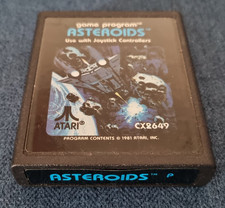 game program™
ASTEROIDS™
Use with Joystick Controllers
ATARI®
CX2649
PROGRAM CONTENTS © 1981 ATARI, INC.
ASTEROIDS™ P